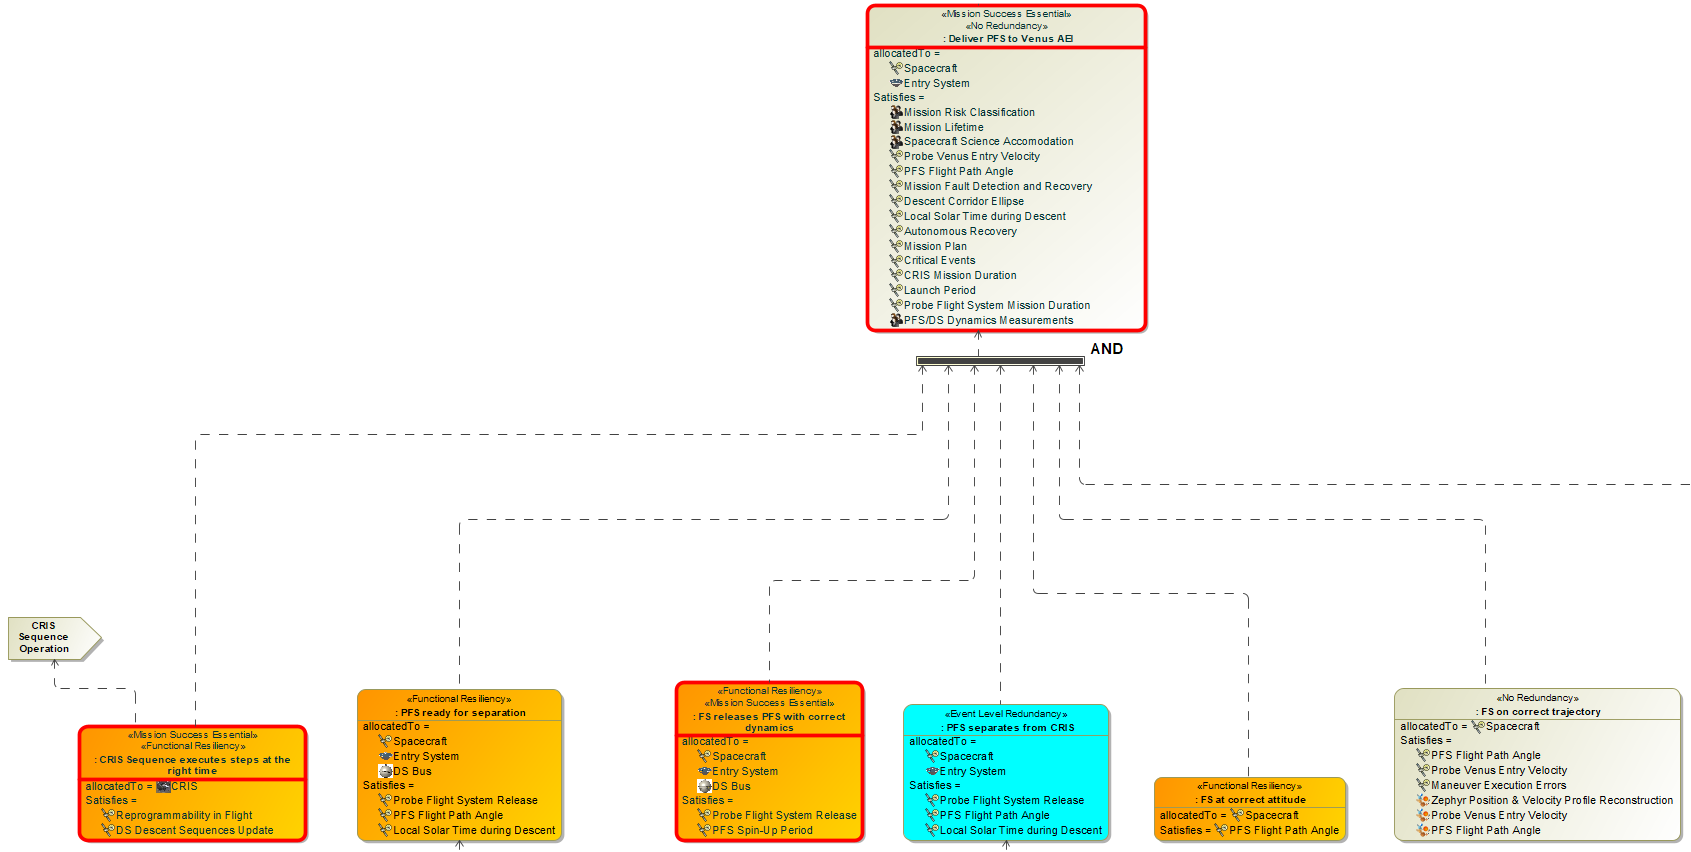 «Mission Success Essential»
«No Redundancy»
: Deliver PFS to Venus AEI
allocatedTo =
Spacecraft
Entry System
Satisfies =
Mission Risk Classification
Mission Lifetime
Spacecraft Science Accomodation
Probe Venus Entry Velocity
PFS Flight Path Angle
Mission Fault Detection and Recovery
Descent Corridor Ellipse
Local Solar Time during Descent
Autonomous Recovery
Mission Plan
Critical Events
CRIS Mission Duration
Launch Period
Probe Flight System Mission Duration
PFS/DS Dynamics Measurements
AND
CRIS
Sequence
Operation
«Mission Success Essential»
«Functional Resiliency»
: CRIS Sequence executes steps at the
right time
allocatedTo = CRIS
Satisfies =
Reprogrammability in Flight
DS Descent Sequences Update
«Functional Resiliency»
: PFS ready for separation
allocatedTo =
Spacecraft
Entry System
DS Bus
Satisfies =
Probe Flight System Release
PFS Flight Path Angle
Local Solar Time during Descent
«Functional Resiliency»
«Mission Success Essential»
: FS releases PFS with correct
dynamics
allocatedTo =
Spacecraft
Entry System
DS Bus
Satisfies =
Probe Flight System Release
PFS Spin-Up Period
«Event Level Redundancy»
: PFS separates from CRIS
allocatedTo =
Spacecraft
Entry System
Satisfies =
Probe Flight System Release
PFS Flight Path Angle
Local Solar Time during Descent
«Functional Resiliency»
: FS at correct attitude
allocatedTo = Spacecraft
Satisfies = PFS Flight Path Angle
«No Redundancy»
: FS on correct trajectory
allocatedTo = Spacecraft
Satisfies =
PFS Flight Path Angle
Probe Venus Entry Velocity
Maneuver Execution Errors
Zephyr Position & Velocity Profile Reconstruction
Probe Venus Entry Velocity
PFS Flight Path Angle